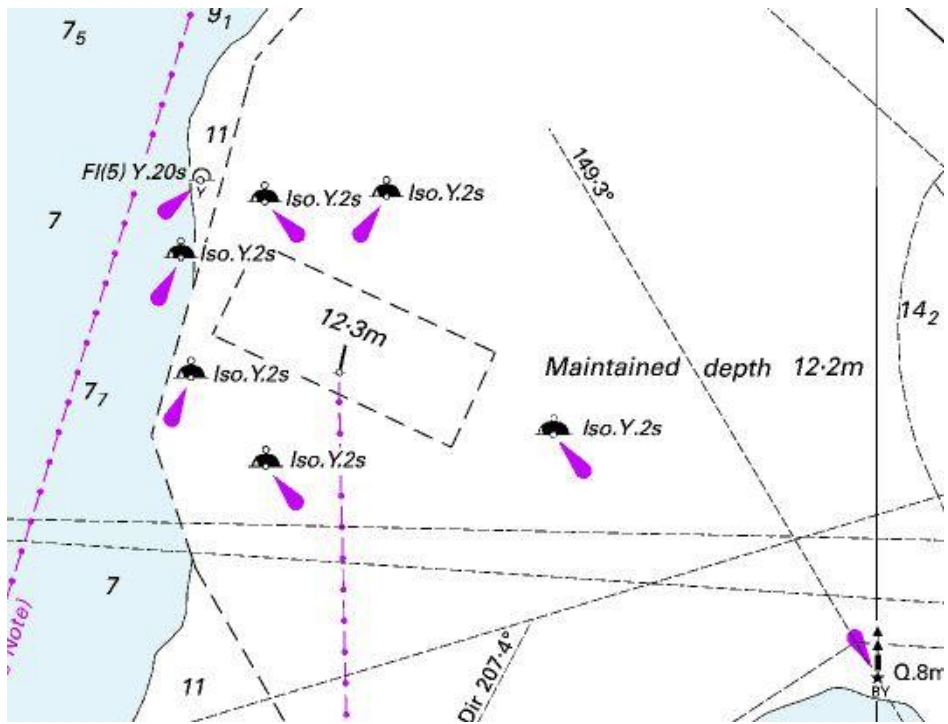 7₅
9₁
11
Fl(5) Y.20s
Y
Iso.Y.2s
Iso.Y.2s
149·3°
7
Iso.Y.2s
14₂
12·3m
Maintained depth 12·2m
Iso.Y.2s
7₇
Iso.Y.2s
Iso.Y.2s
7
Note)
Dir 207·4°
11
Q.8m
BY